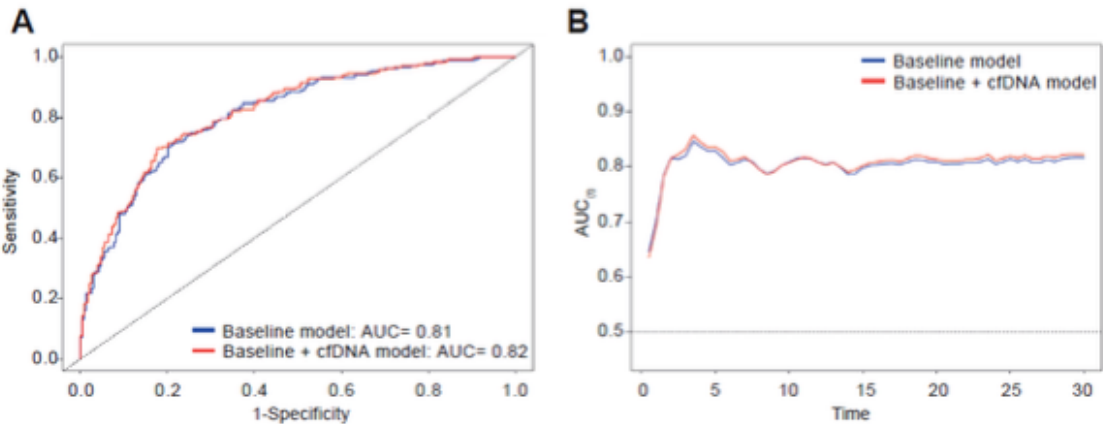 A
1.0
0.8
0.6
0.4
0.2
0.0
Sensitivity
Baseline model: AUC= 0.81
Baseline + cfDNA model: AUC= 0.82
0.0 0.2 0.4 0.6 0.8 1.0
1-Specificity
B
1.0
0.9
0.8
0.7
0.6
0.5
AUC(t)
Baseline model
Baseline + cfDNA model
0 5 10 15 20 25 30
Time